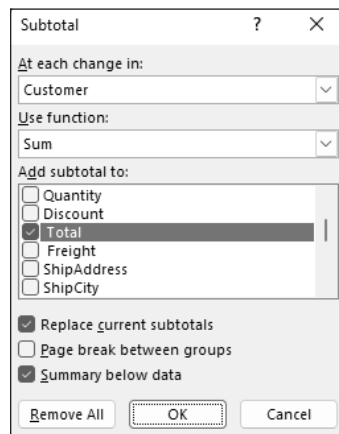 Subtotal ?
At each change in:
Customer
Use function:
Sum
Add subtotal to:
Quantity
Discount
Total
Freight
ShipAddress
ShipCity
Replace current subtotals
Page break between groups
Summary below data
Remove All OK Cancel